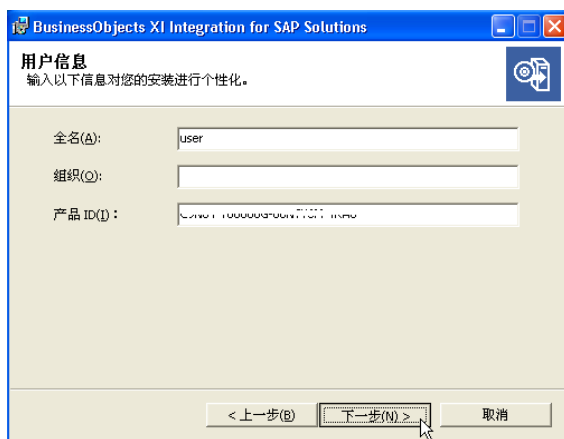 BusinessObjects XI Integration for SAP Solutions
用户信息
输入以下信息对您的安装进行个性化。
全名(A):
user
组织(O):
产品 ID(I)：
< 上一步(B)
下一步(N) >
取消